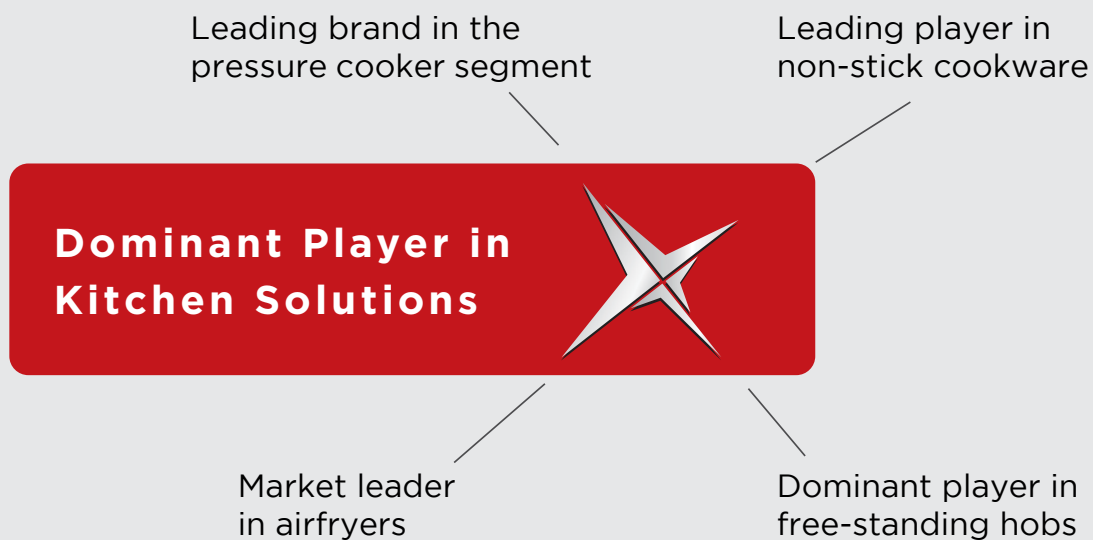 Leading brand in the
pressure cooker segment
Leading player in
non-stick cookware
Dominant Player in
Kitchen Solutions
Market leader
in airfryers
Dominant player in
free-standing hobs